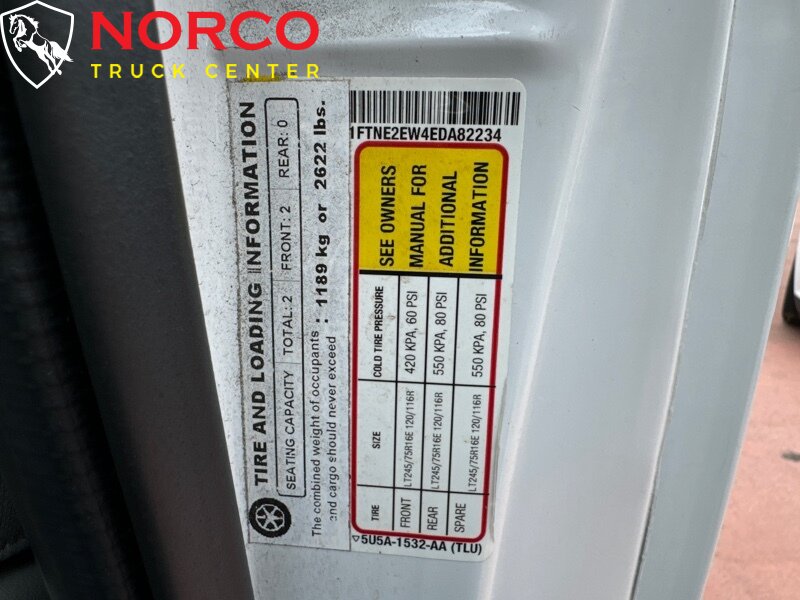 NORCO
TRUCK CENTER
TIRE AND LOADING INFORMATION
SEATING CAPACITY TOTAL: 2 FRONT: 2 REAR: 0
The combined weight of occupants
and cargo should never exceed : 1189 kg or 2622 lbs.
1FTNE2EW4EDA82234
TIRE SIZE COLD TIRE PRESSURE
FRONT LT245/75R16E 120/116R 420 KPA, 60 PSI
REAR LT245/75R16E 120/116R 550 KPA, 80 PSI
SPARE LT245/75R16E 120/116R 550 KPA, 80 PSI
SEE OWNERS
MANUAL FOR
ADDITIONAL
INFORMATION
5U5A-1532-AA (TLU)